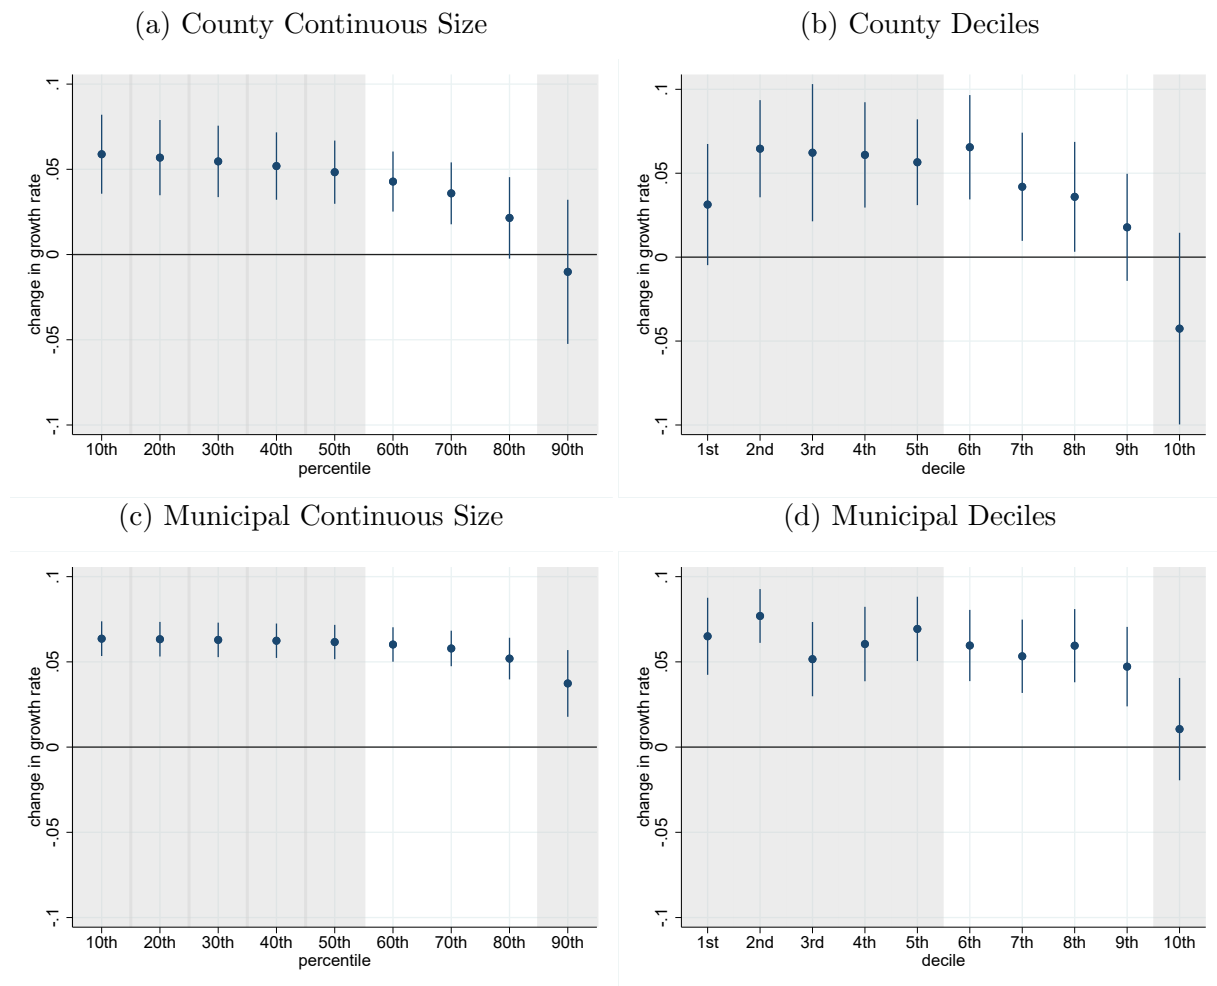 (a) County Continuous Size
change in growth rate
.1
.05
0
-.05
-.1
10th 20th 30th 40th 50th 60th 70th 80th 90th
percentile
(b) County Deciles
change in growth rate
.1
.05
0
-.05
-.1
1st 2nd 3rd 4th 5th 6th 7th 8th 9th 10th
decile
(c) Municipal Continuous Size
change in growth rate
.1
.05
0
-.05
-.1
10th 20th 30th 40th 50th 60th 70th 80th 90th
percentile
(d) Municipal Deciles
change in growth rate
.1
.05
0
-.05
-.1
1st 2nd 3rd 4th 5th 6th 7th 8th 9th 10th
decile